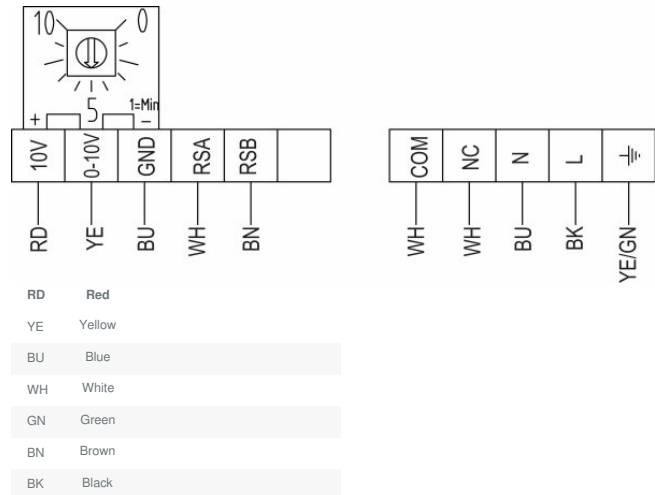 10 0
5 1=Min
+ −
10V 0-10V GND RSA RSB COM NC N L
RD YE BU WH BN WH WH BU BK YE/GN
RD Red
YE Yellow
BU Blue
WH White
GN Green
BN Brown
BK Black